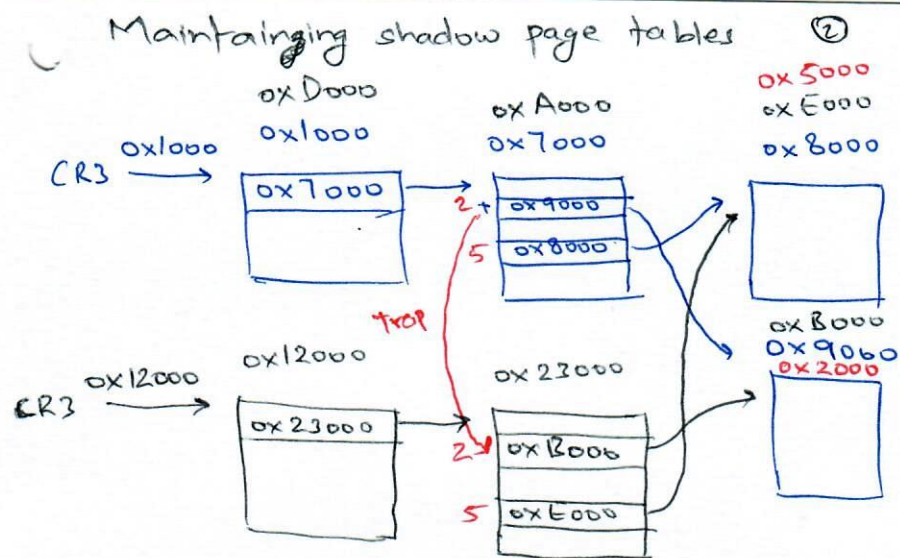 Maintainging shadow page tables ②
0x5000
0xD000 0xA000 0xE000
0x1000 0x7000 0x8000
CR3 0x1000
0x7000
2 0x9000
5 0x8000
trap
0xB000
0x9000
0x2000
0x12000 0x23000
CR3 0x12000
0x23000
2 0xB000
5 0xE000